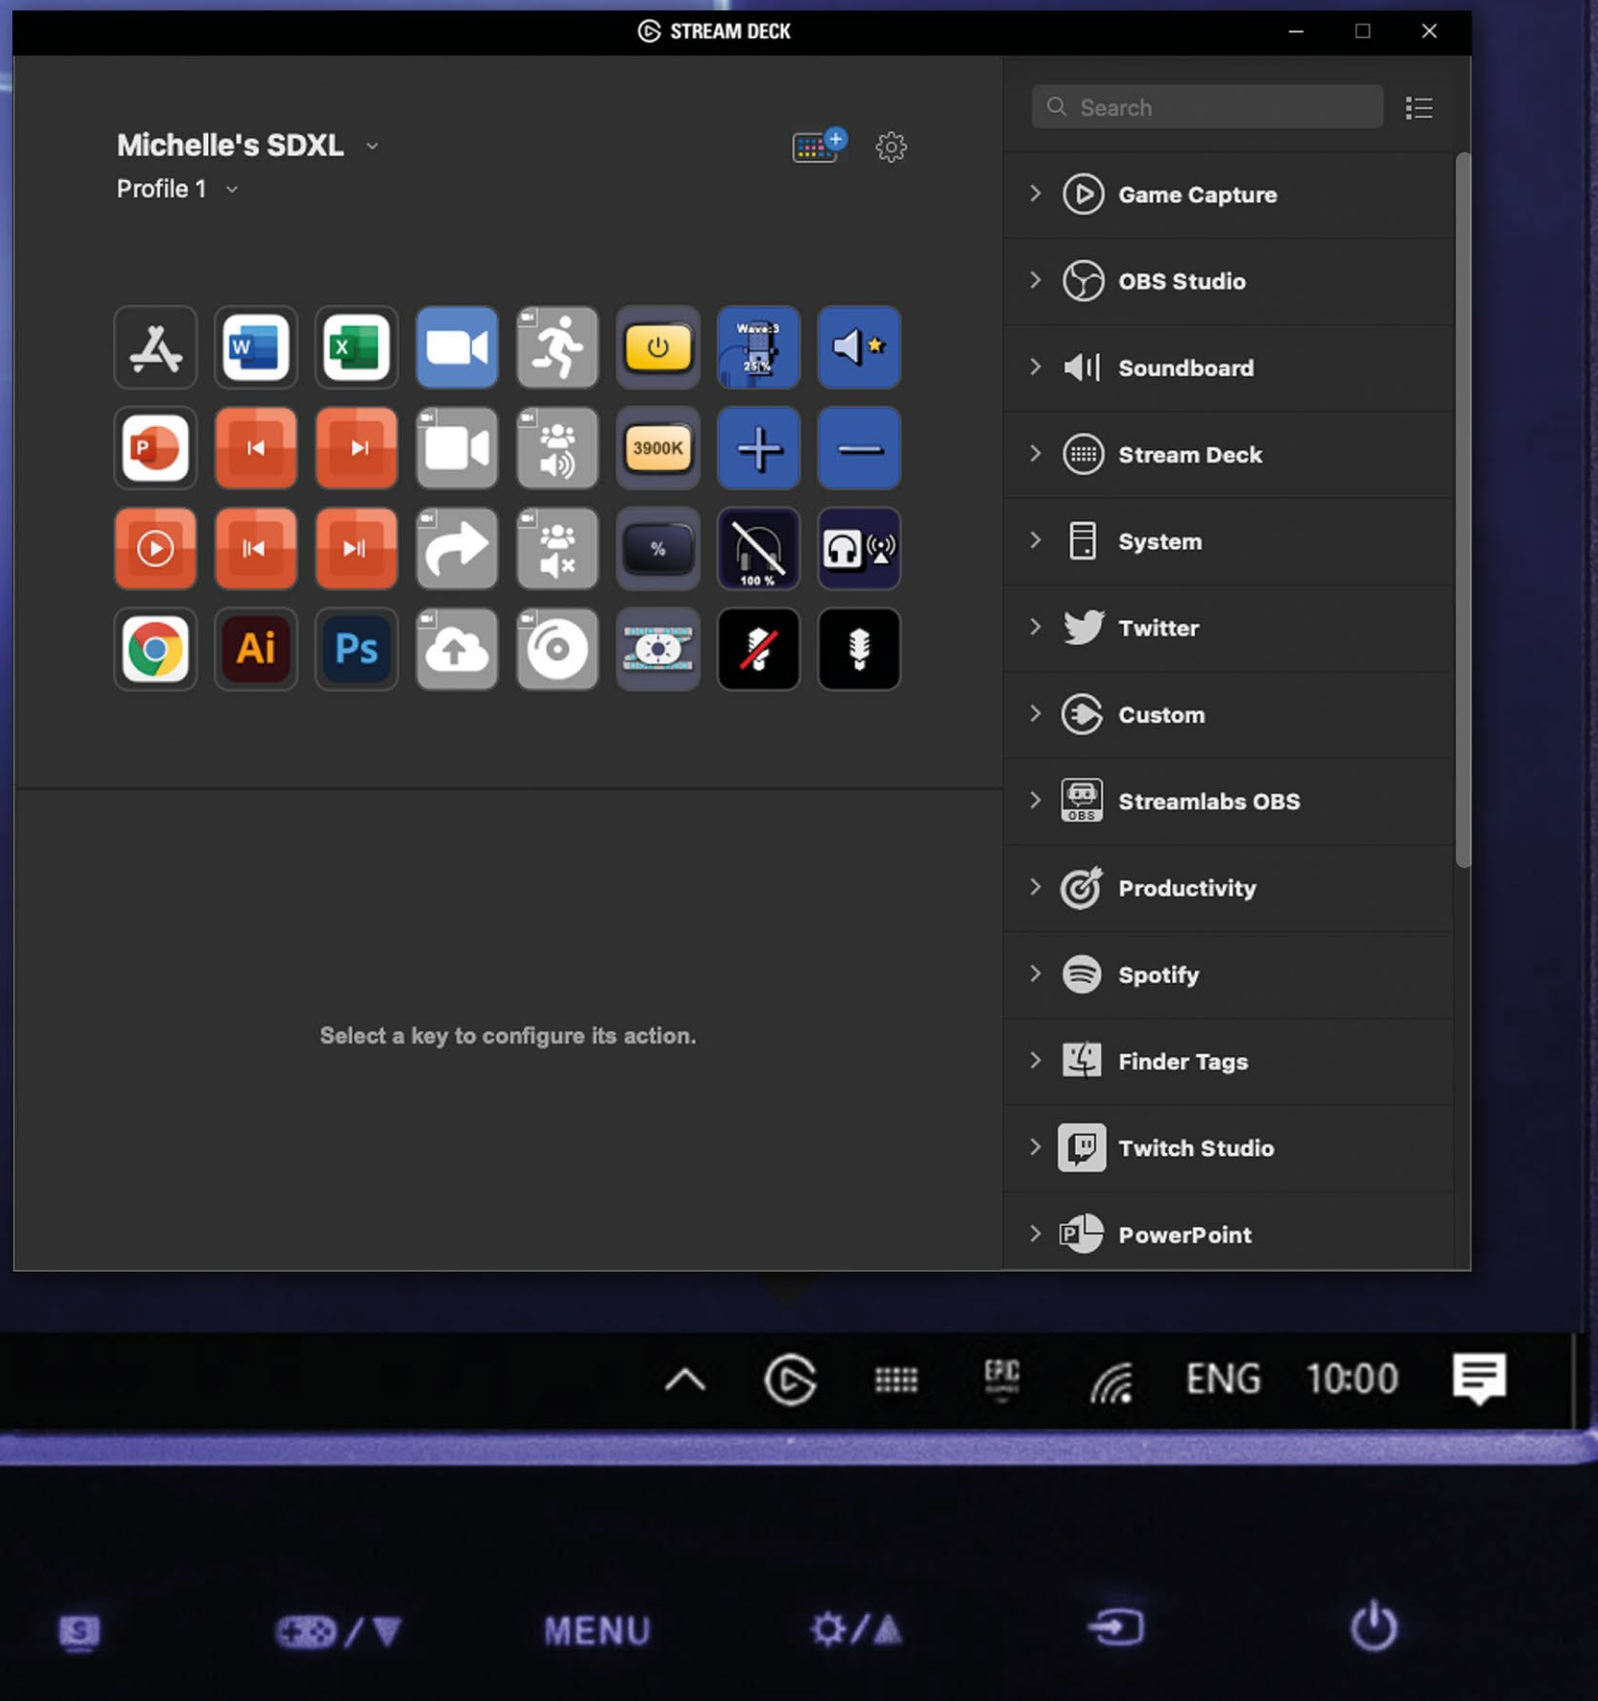 STREAM DECK
Search
Michelle's SDXL
Profile 1
Game Capture
OBS Studio
Soundboard
Stream Deck
System
Twitter
Custom
Streamlabs OBS
Productivity
Spotify
Finder Tags
Twitch Studio
PowerPoint
W
X
Wave:3
25%
P
3900K
%
100 %
Ai
Ps
OBS
P
Select a key to configure its action.
EPIC
GAMES
ENG
10:00
S
MENU